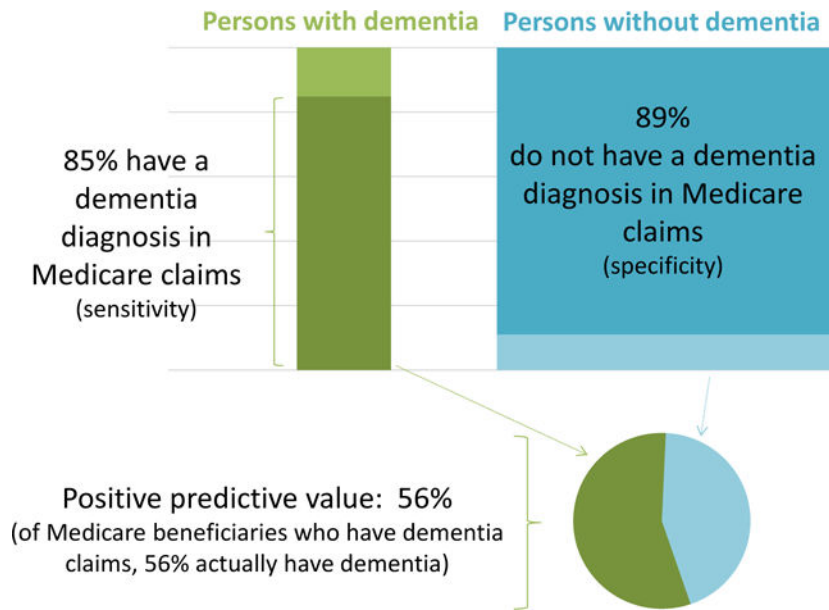 Persons with dementia
Persons without dementia
85% have a
dementia
diagnosis in
Medicare claims
(sensitivity)
89%
do not have a dementia
diagnosis in Medicare
claims
(specificity)
Positive predictive value:  56%
(of Medicare beneficiaries who have dementia
claims, 56% actually have dementia)